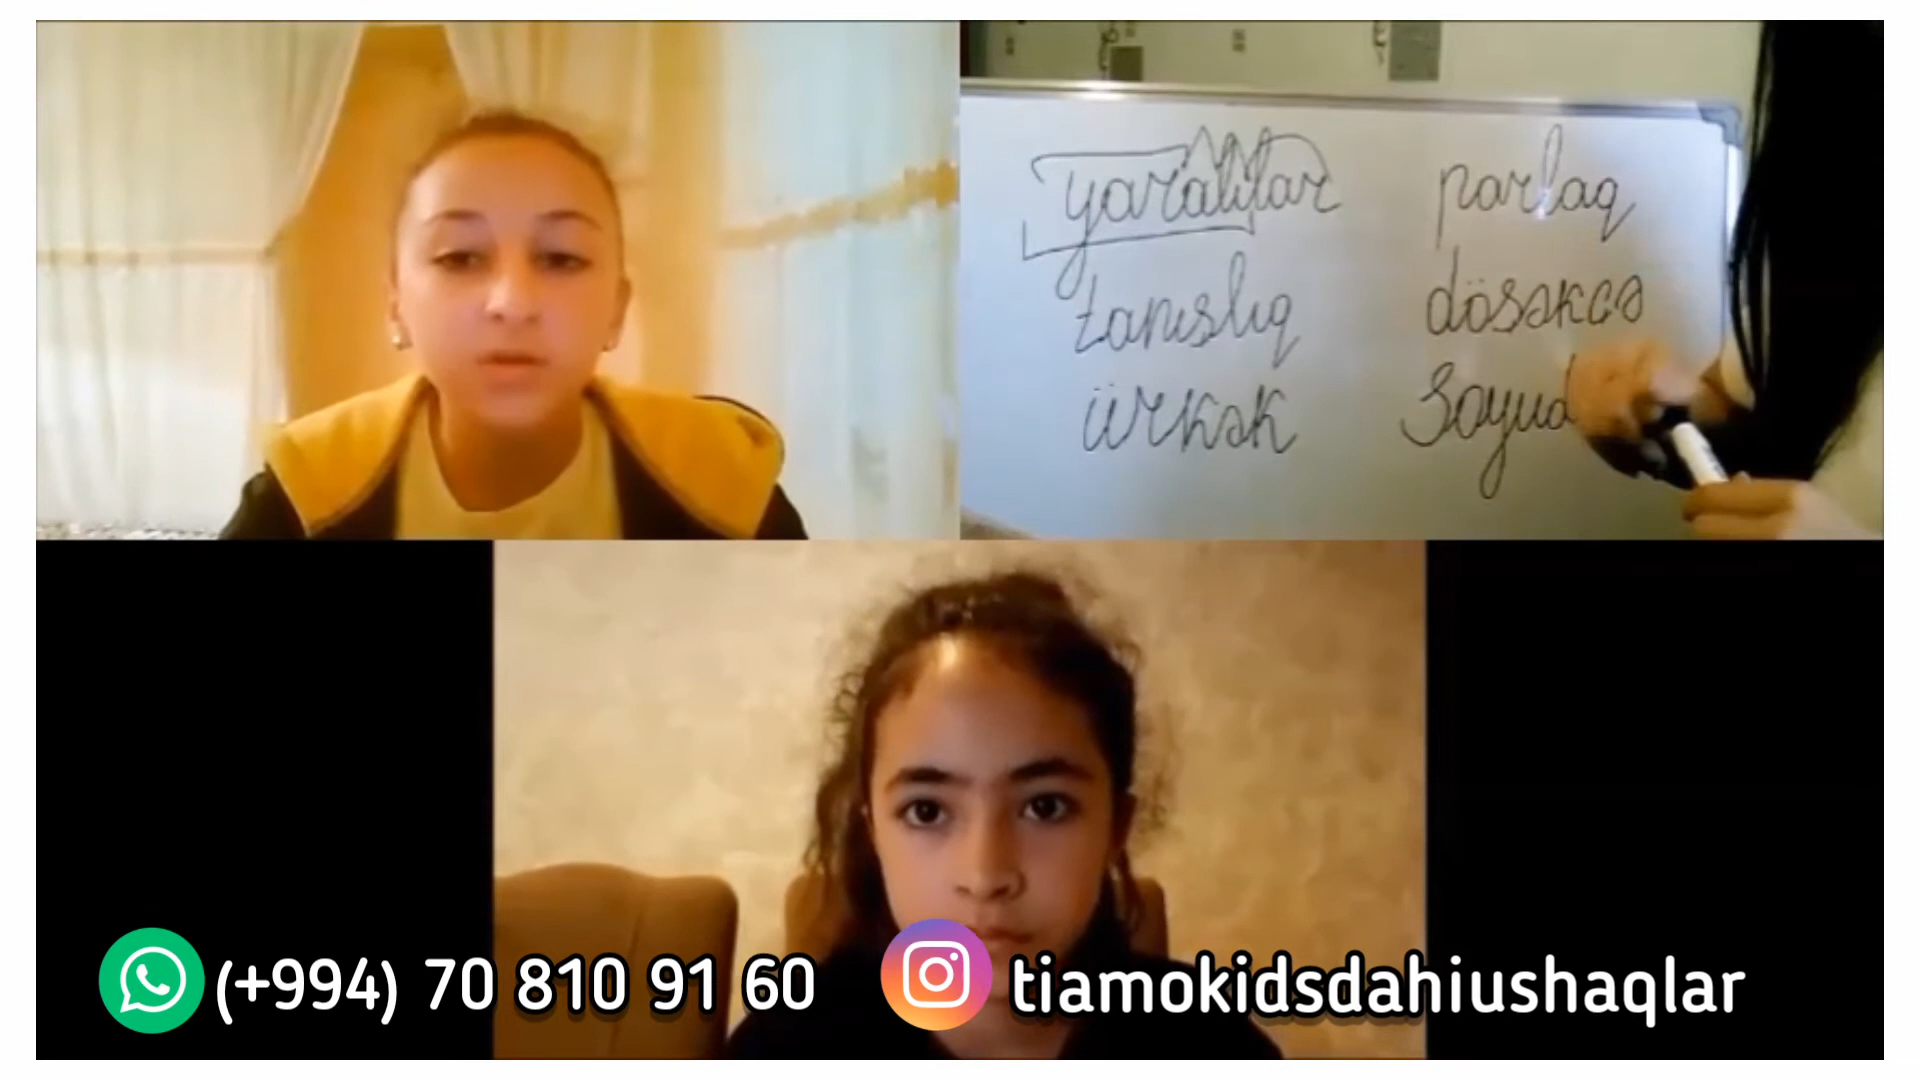 yaralılar parlaq
tanışlıq döşəkcə
ürkək
(+994) 70 810 91 60 tiamokidsdahiushaqlar